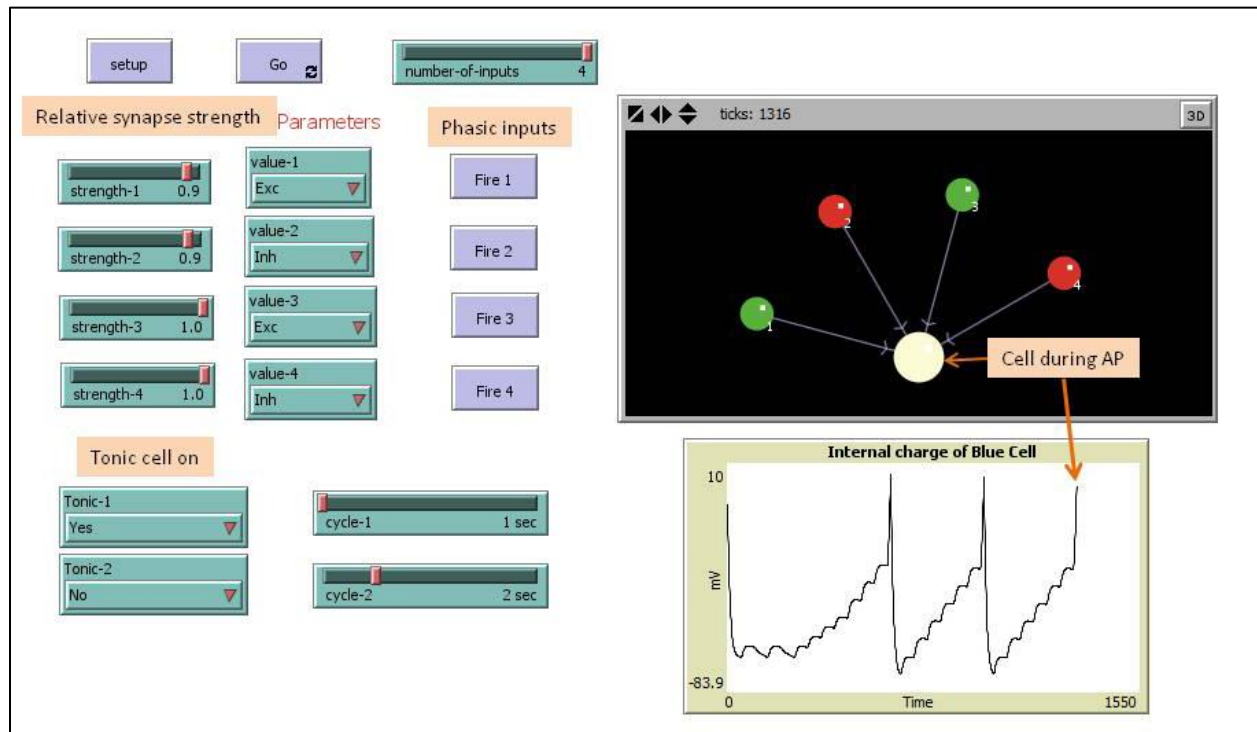 setup
Go
number-of-inputs 4
Relative synapse strength
Parameters
Phasic inputs
strength-1 0.9
value-1
Exc
Fire 1
strength-2 0.9
value-2
Inh
Fire 2
strength-3 1.0
value-3
Exc
Fire 3
strength-4 1.0
value-4
Inh
Fire 4
Tonic cell on
Tonic-1
Yes
cycle-1 1 sec
Tonic-2
No
cycle-2 2 sec
ticks: 1316
3D
2
3
4
1
Cell during AP
Internal charge of Blue Cell
10
mV
-83.9
0
Time
1550